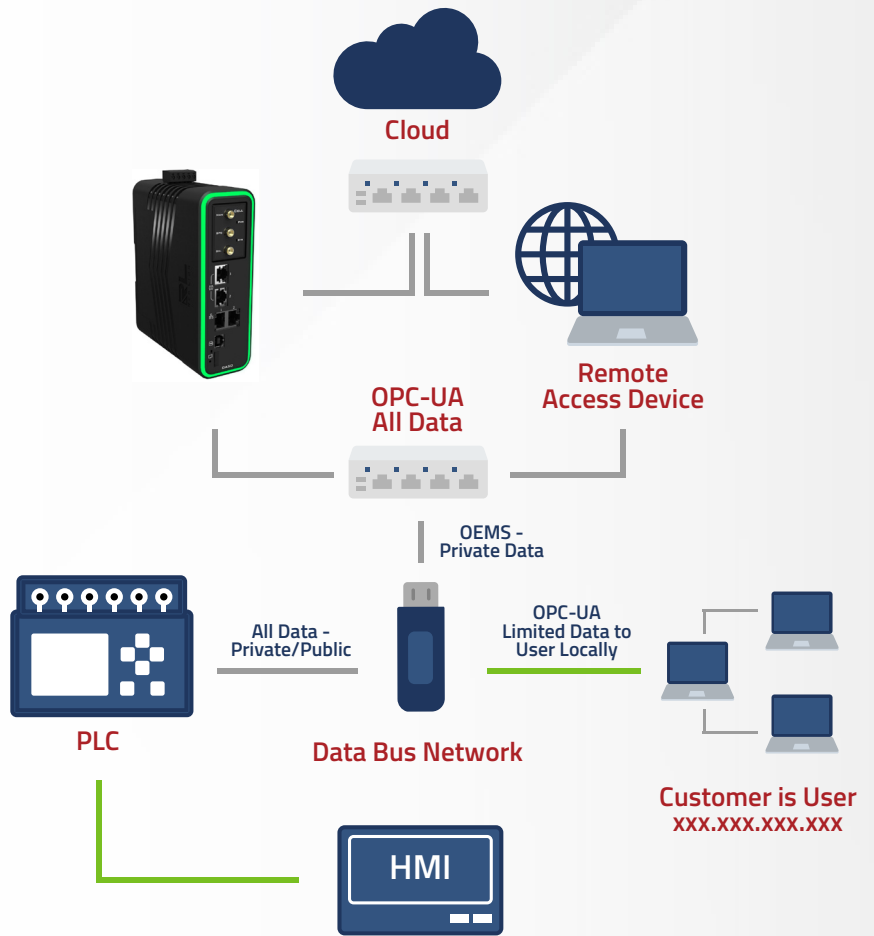 Cloud
Remote
Access Device
OPC-UA
All Data
OEMS -
Private Data
All Data -
Private/Public
OPC-UA
Limited Data to
User Locally
PLC
Data Bus Network
Customer is User
xxx.xxx.xxx.xxx
HMI